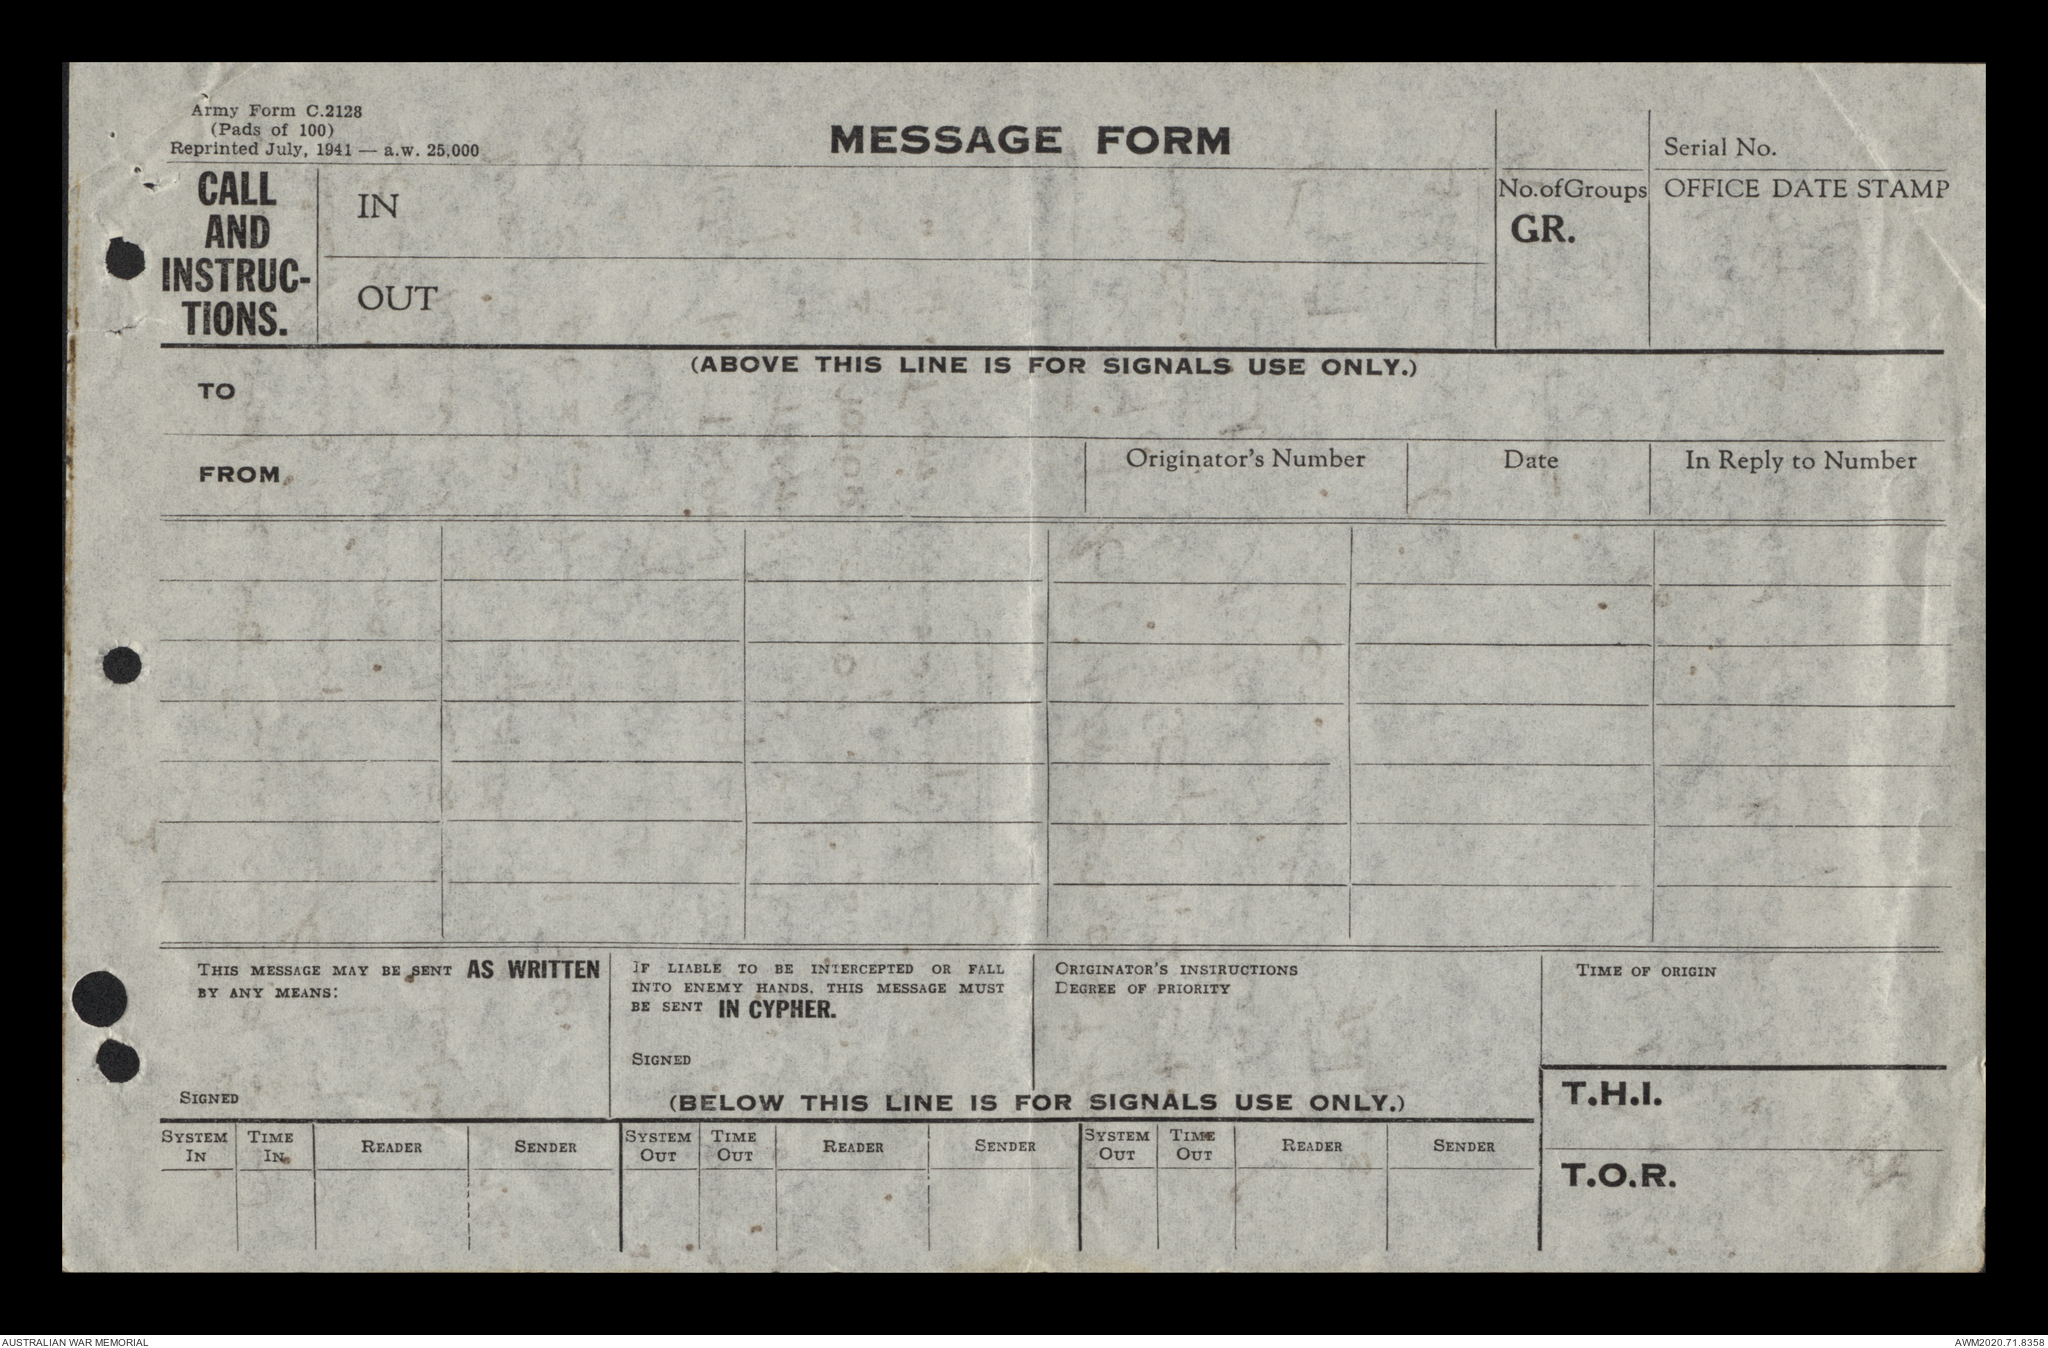 Army Form C.2128
(Pads of 100)
Reprinted July, 1941 — a.w. 25,000
MESSAGE FORM
Serial No.
CALL
AND
INSTRUC-
TIONS.
IN
OUT
No. of Groups
GR.
OFFICE DATE STAMP
(ABOVE THIS LINE IS FOR SIGNALS USE ONLY.)
TO
FROM
Originator's Number
Date
In Reply to Number
THIS MESSAGE MAY BE SENT AS WRITTEN
BY ANY MEANS:
SIGNED
IF LIABLE TO BE INTERCEPTED OR FALL
INTO ENEMY HANDS, THIS MESSAGE MUST
BE SENT IN CYPHER.
SIGNED
ORIGINATOR'S INSTRUCTIONS
DEGREE OF PRIORITY
TIME OF ORIGIN
(BELOW THIS LINE IS FOR SIGNALS USE ONLY.)
T.H.I.
T.O.R.
SYSTEM IN
TIME IN
READER
SENDER
SYSTEM OUT
TIME OUT
READER
SENDER
SYSTEM OUT
TIME OUT
READER
SENDER
AUSTRALIAN WAR MEMORIAL
AWM2020.71.8358